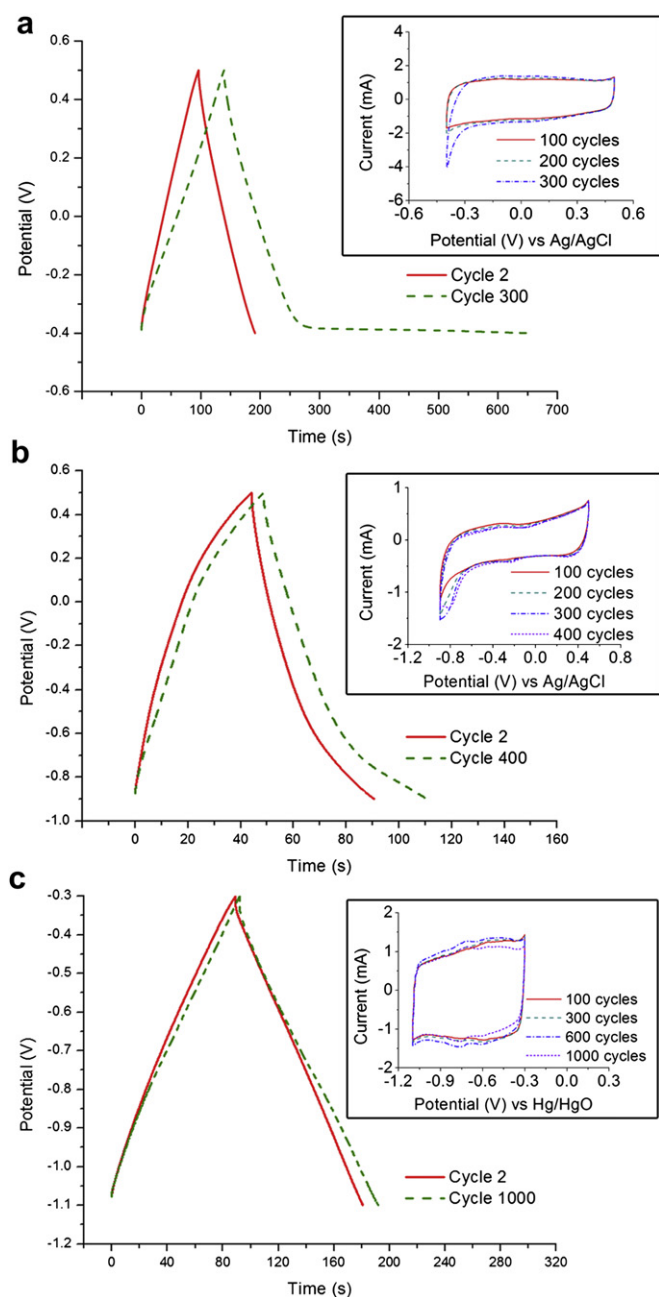 a
0.6
0.4
0.2
0.0
-0.2
-0.4
-0.6
Potential (V)
0 100 200 300 400 500 600 700
Time (s)
Cycle 2
Cycle 300
4
2
0
-2
-4
-6
Current (mA)
100 cycles
200 cycles
300 cycles
-0.6 -0.3 0.0 0.3 0.6
Potential (V) vs Ag/AgCl
b
0.6
0.4
0.2
0.0
-0.2
-0.4
-0.6
-0.8
-1.0
Potential (V)
0 20 40 60 80 100 120 140 160
Time (s)
Cycle 2
Cycle 400
1
0
-1
-2
Current (mA)
100 cycles
200 cycles
300 cycles
400 cycles
-1.2 -0.8 -0.4 0.0 0.4 0.8
Potential (V) vs Ag/AgCl
c
-0.3
-0.4
-0.5
-0.6
-0.7
-0.8
-0.9
-1.0
-1.1
-1.2
Potential (V)
0 40 80 120 160 200 240 280 320
Time (s)
Cycle 2
Cycle 1000
2
1
0
-1
-2
Current (mA)
100 cycles
300 cycles
600 cycles
1000 cycles
-1.2 -0.9 -0.6 -0.3 0.0 0.3
Potential (V) vs Hg/HgO